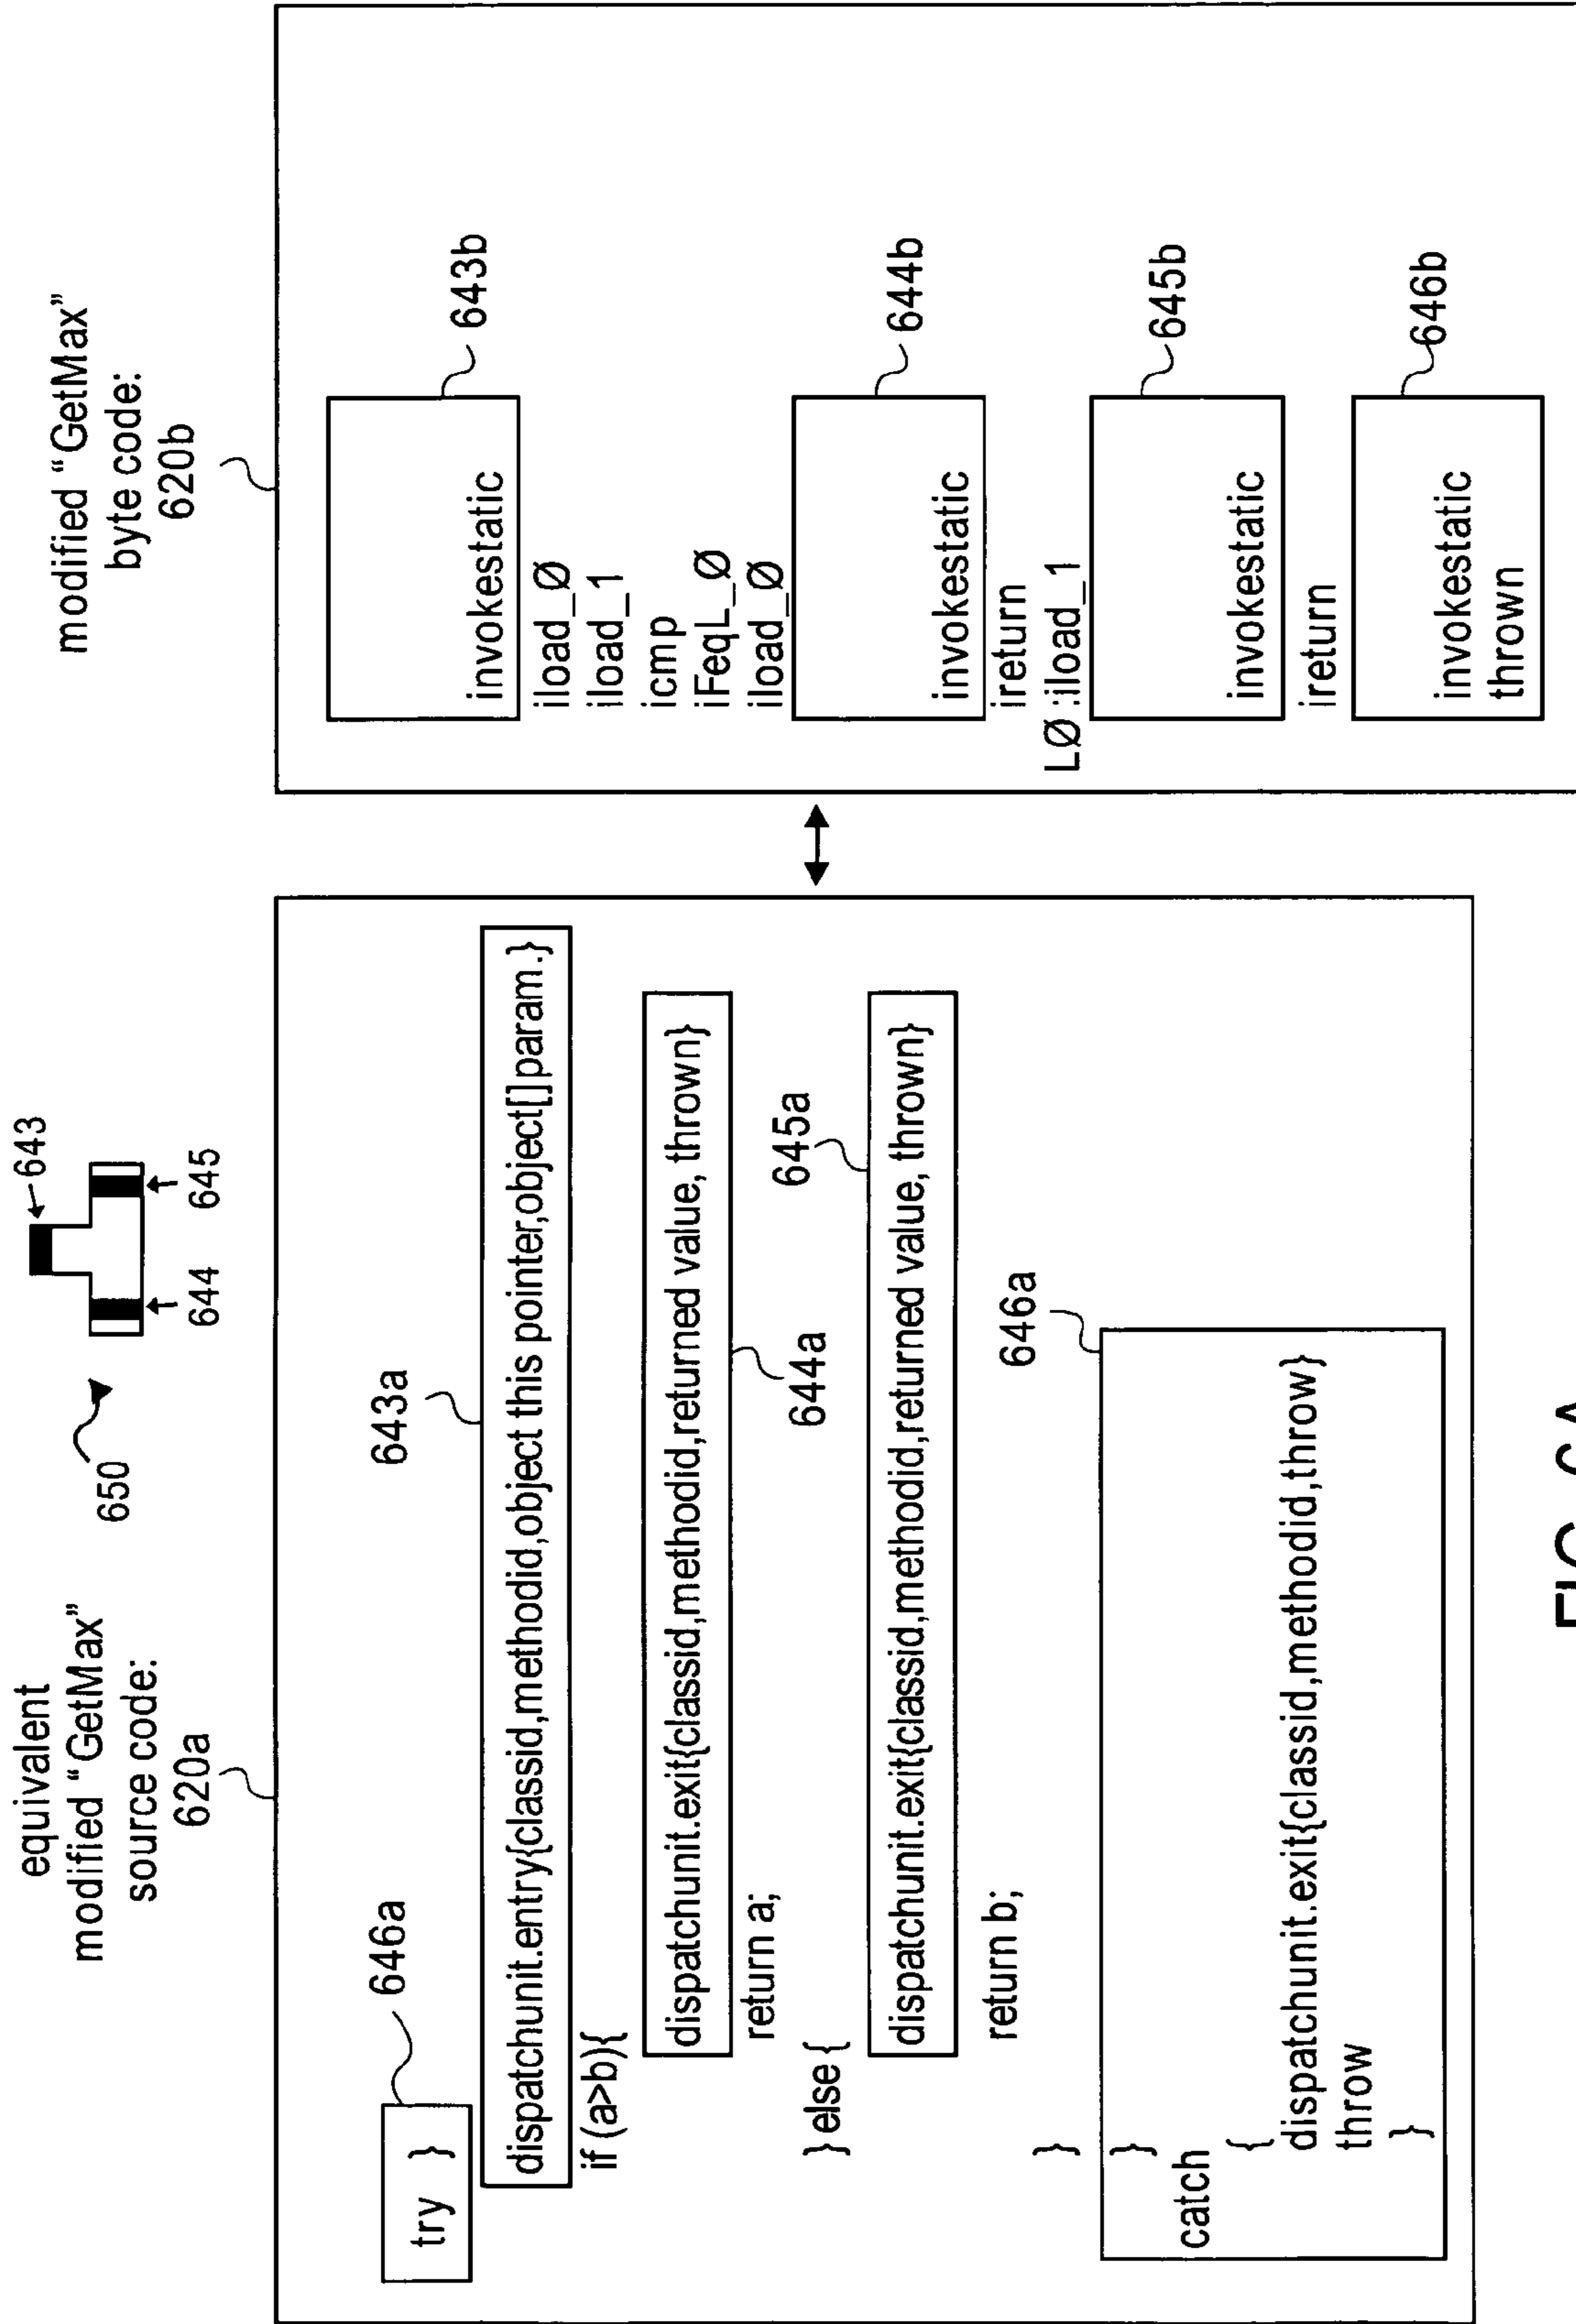 equivalent
modified “GetMax”
source code:
620a
650
643
644
645
646a
try }
643a
dispatchunit.entry{classid,methodid,object this pointer,object[]param.}
if (a>b){
dispatchunit.exit{classid,methodid,returned value, thrown}
644a
return a;
} else {
645a
dispatchunit.exit{classid,methodid,returned value, thrown}
return b;
}
646a
}
catch
{
dispatchunit.exit{classid,methodid,throw}
throw
}
modified “GetMax”
byte code:
620b
643b
invokestatic
iload_Ø
iload_1
icmp
iFeqL_Ø
iload_Ø
644b
invokestatic
ireturn
LØ:iload_1
645b
invokestatic
ireturn
646b
invokestatic
thrown